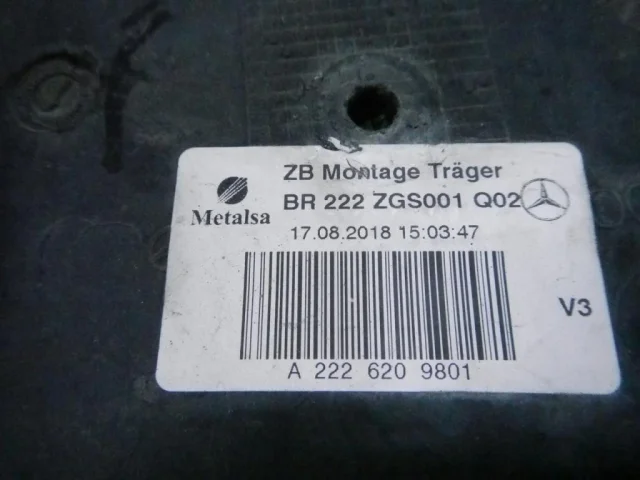 f
ZB Montage Träger
Metalsa
BR 222 ZGS001 Q02
17.08.2018 15:03:47
V3
A 222 620 9801